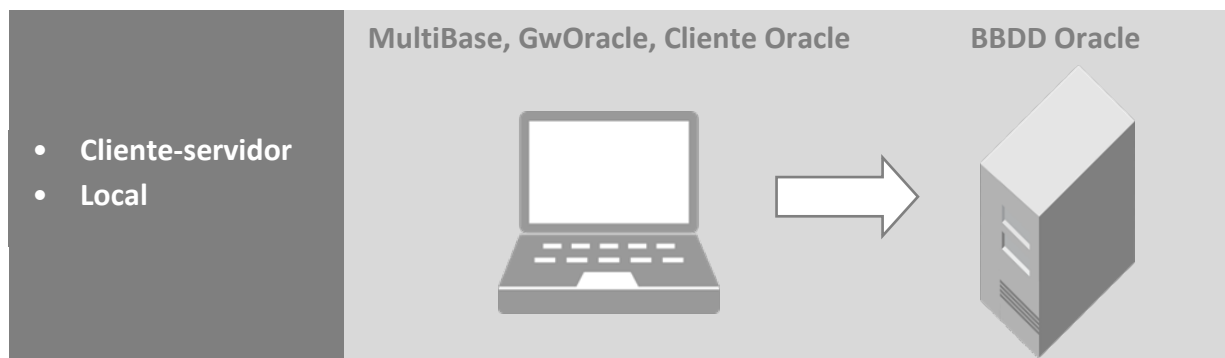 MultiBase, GwOracle, Cliente Oracle
BBDD Oracle
• Cliente-servidor
• Local